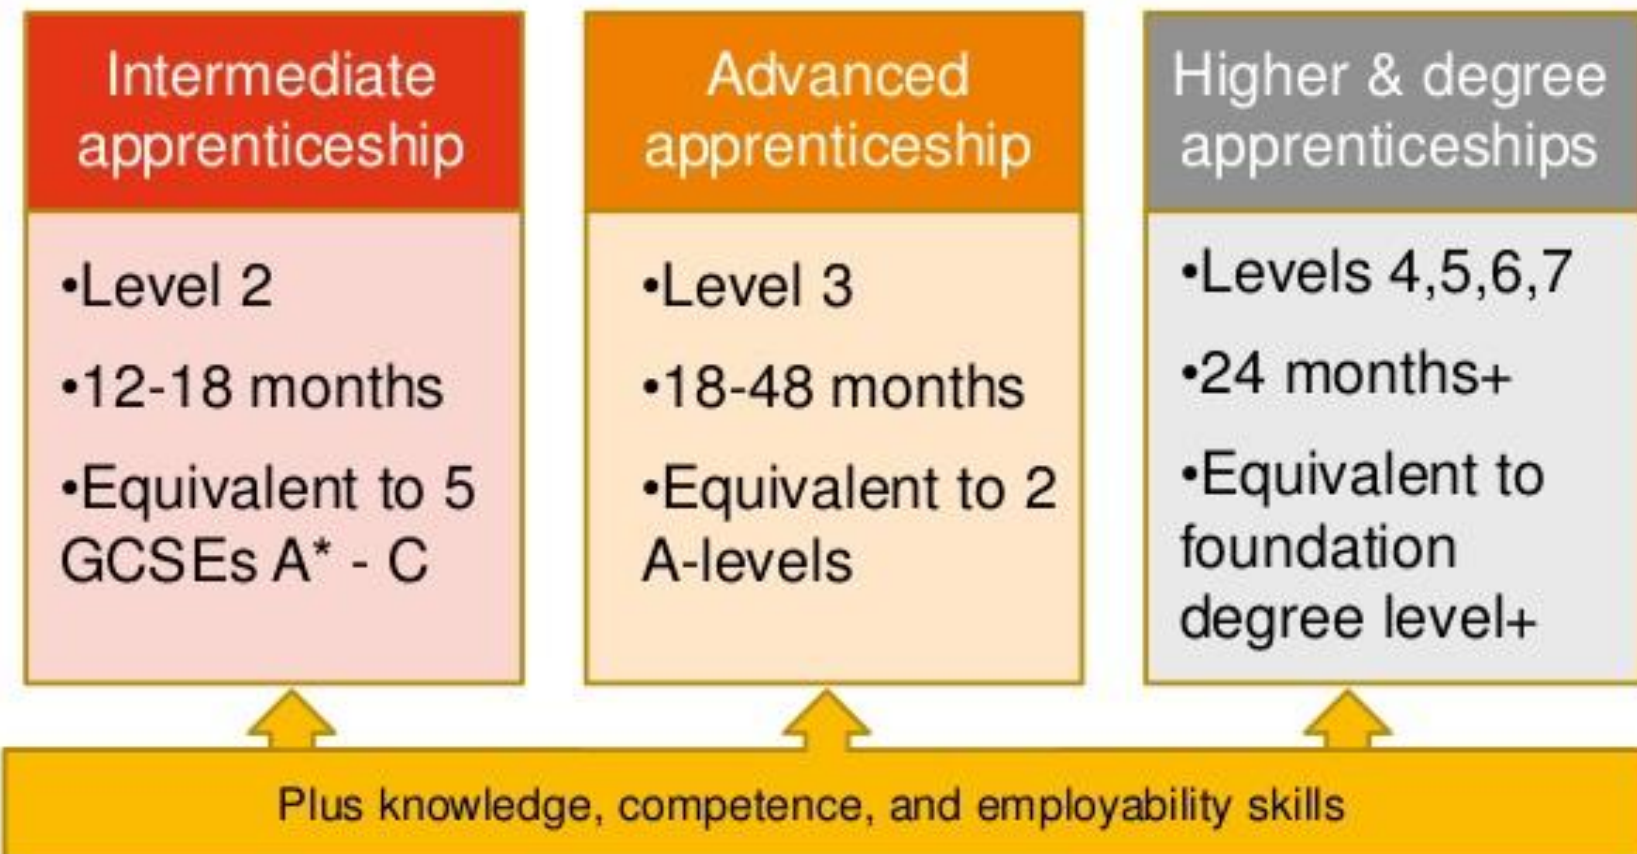 Intermediate
apprenticeship
•Level 2
•12-18 months
•Equivalent to 5
GCSEs A* - C
Advanced
apprenticeship
•Level 3
•18-48 months
•Equivalent to 2
A-levels
Higher & degree
apprenticeships
•Levels 4,5,6,7
•24 months+
•Equivalent to
foundation
degree level+
Plus knowledge, competence, and employability skills